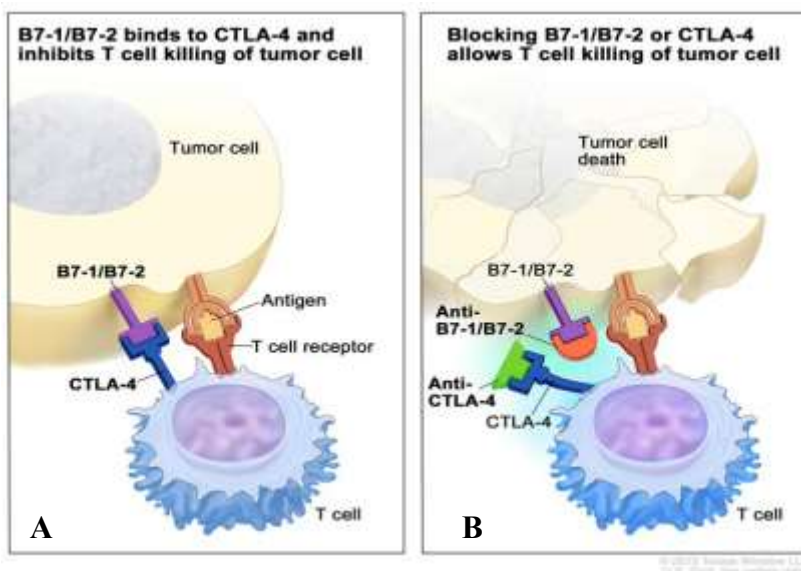 B7-1/B7-2 binds to CTLA-4 and
inhibits T cell killing of tumor cell
Tumor cell
B7-1/B7-2
Antigen
T cell receptor
CTLA-4
T cell
A
Blocking B7-1/B7-2 or CTLA-4
allows T cell killing of tumor cell
Tumor cell
death
B7-1/B7-2
Anti-
B7-1/B7-2
Anti-
CTLA-4
CTLA-4
T cell
B